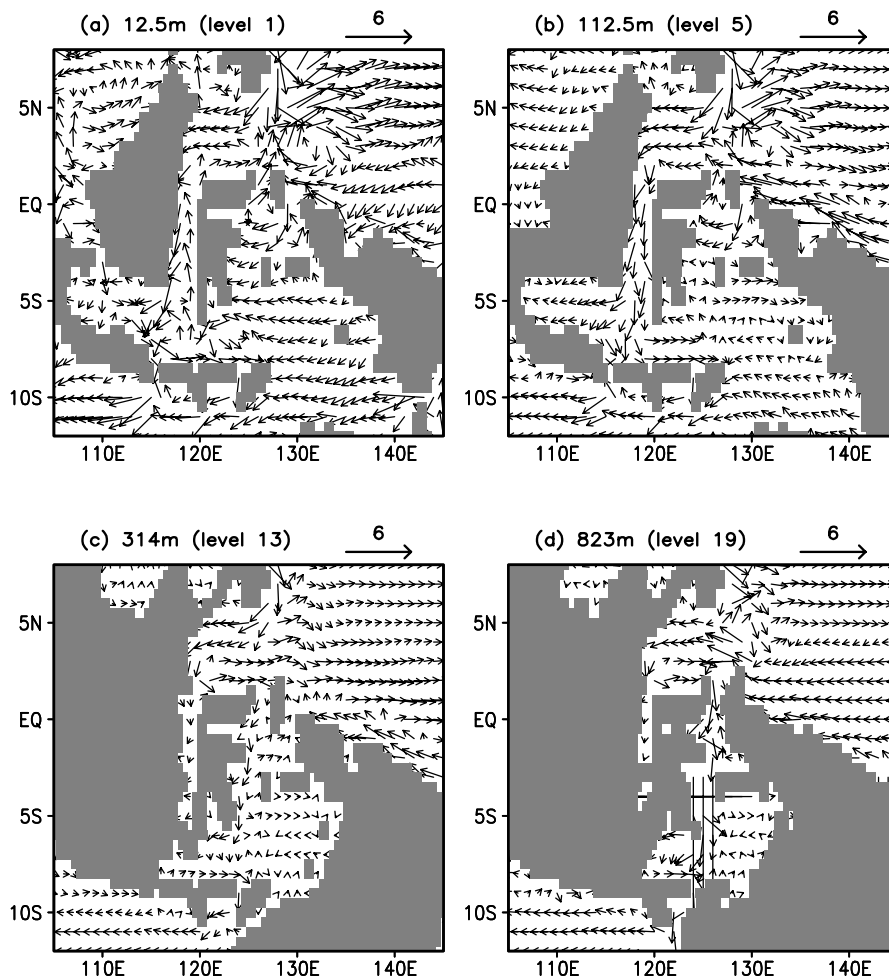 (a) 12.5m (level 1)
6
(b) 112.5m (level 5)
6
5N
EQ
5S
10S
110E 120E 130E 140E
5N
EQ
5S
10S
110E 120E 130E 140E
(c) 314m (level 13)
6
(d) 823m (level 19)
6
5N
EQ
5S
10S
110E 120E 130E 140E
5N
EQ
5S
10S
110E 120E 130E 140E